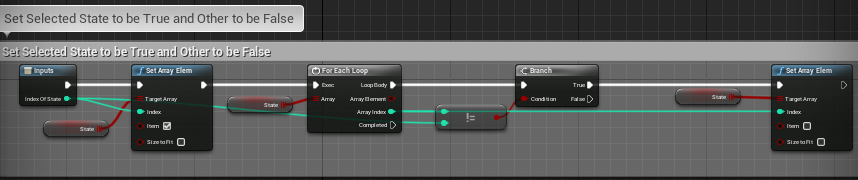 Set Selected State to be True and Other to be False
Set Selected State to be True and Other to be False
Inputs
Index Of State
State
Set Array Elem
Target Array
Index
Item
Size to Fit
State
For Each Loop
Exec
Array
Loop Body
Array Element
Array Index
Completed
!=
Branch
Condition
True
False
State
Set Array Elem
Target Array
Index
Item
Size to Fit